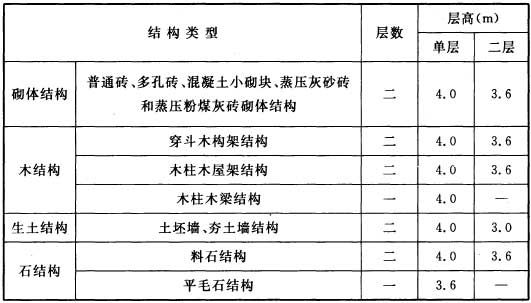 结构类型 层数 层高(m)
单层 二层
砌体结构 普通砖、多孔砖、混凝土小砌块、蒸压灰砂砖
和蒸压粉煤灰砖砌体结构 二 4.0 3.6
木结构 穿斗木构架结构 二 4.0 3.6
木柱木屋架结构 二 4.0 3.6
木柱木梁结构 一 4.0 —
生土结构 土坯墙、夯土墙结构 二 4.0 3.0
石结构 料石结构 二 4.0 3.6
平毛石结构 一 3.6 —